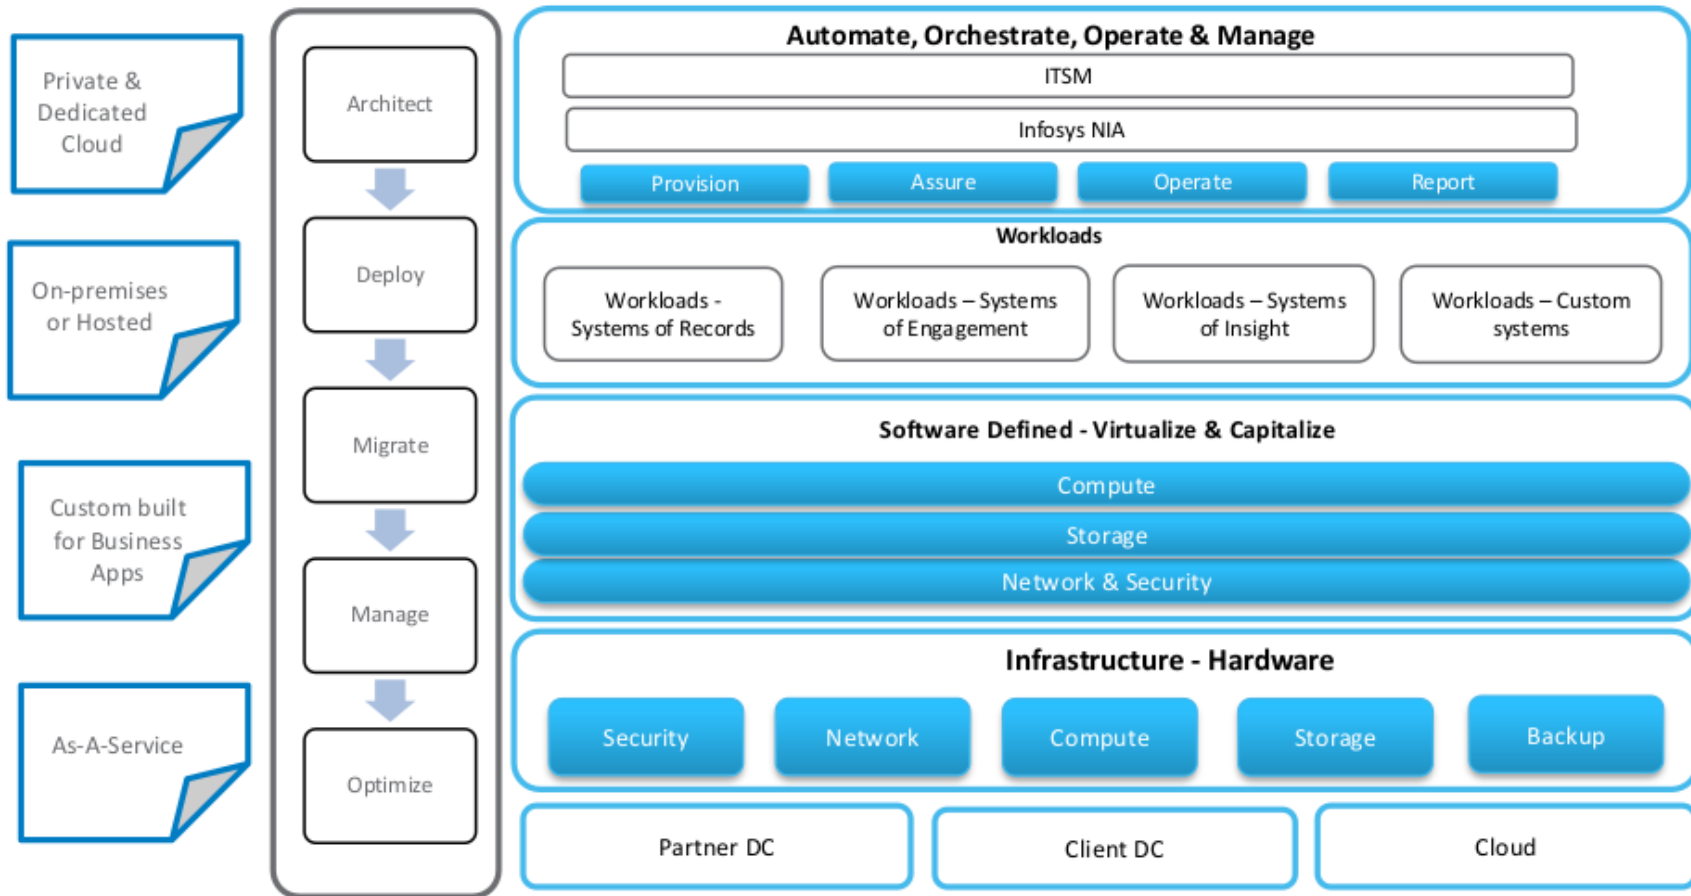 Private &
Dedicated
Cloud
On-premises
or Hosted
Custom built
for Business
Apps
As-A-Service
Architect
Deploy
Migrate
Manage
Optimize
Automate, Orchestrate, Operate & Manage
ITSM
Infosys NIA
Provision
Assure
Operate
Report
Workloads
Workloads -
Systems of Records
Workloads – Systems
of Engagement
Workloads – Systems
of Insight
Workloads – Custom
systems
Software Defined - Virtualize & Capitalize
Compute
Storage
Network & Security
Infrastructure - Hardware
Security
Network
Compute
Storage
Backup
Partner DC
Client DC
Cloud